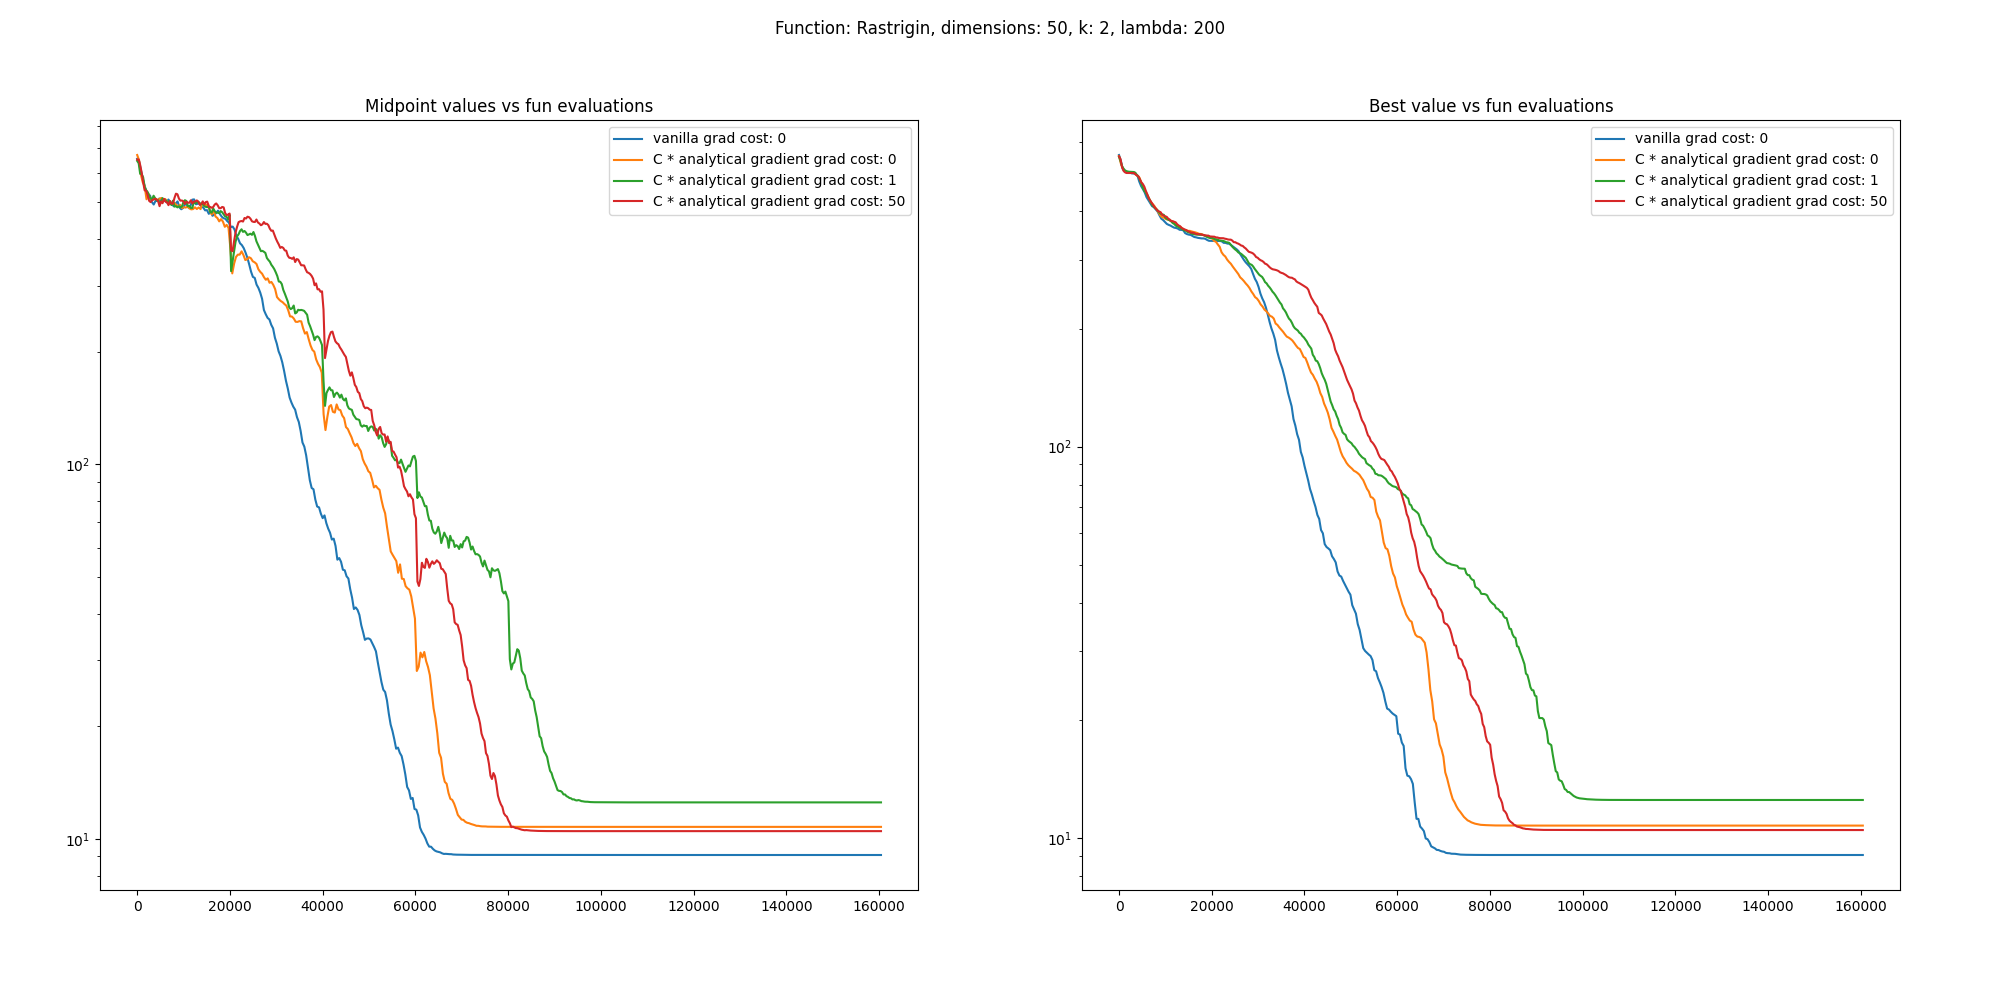 Function: Rastrigin, dimensions: 50, k: 2, lambda: 200
Midpoint values vs fun evaluations
vanilla grad cost: 0
C * analytical gradient grad cost: 0
C * analytical gradient grad cost: 1
C * analytical gradient grad cost: 50
10²
10¹
0 20000 40000 60000 80000 100000 120000 140000 160000
Best value vs fun evaluations
vanilla grad cost: 0
C * analytical gradient grad cost: 0
C * analytical gradient grad cost: 1
C * analytical gradient grad cost: 50
10²
10¹
0 20000 40000 60000 80000 100000 120000 140000 160000